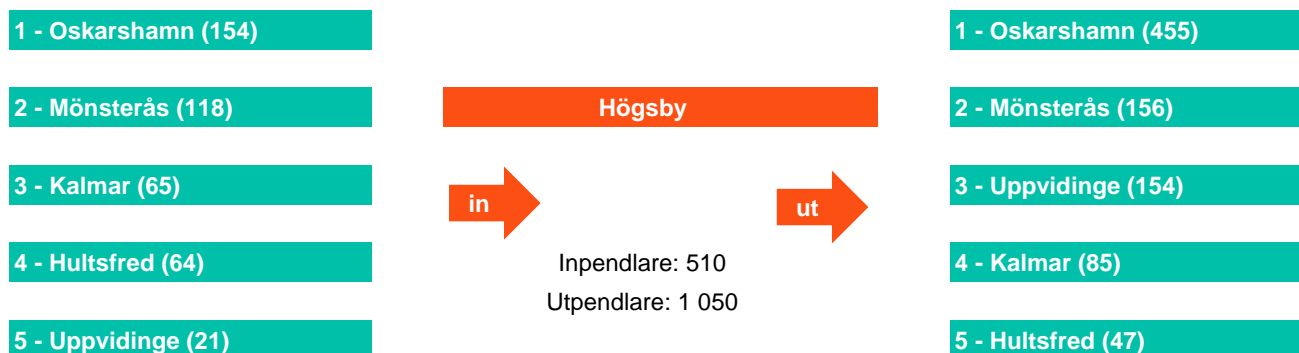 1 - Oskarshamn (154)
2 - Mönsterås (118)
3 - Kalmar (65)
4 - Hultsfred (64)
5 - Uppvidinge (21)
Högsby
in
ut
Inpendlare: 510
Utpendlare: 1 050
1 - Oskarshamn (455)
2 - Mönsterås (156)
3 - Uppvidinge (154)
4 - Kalmar (85)
5 - Hultsfred (47)